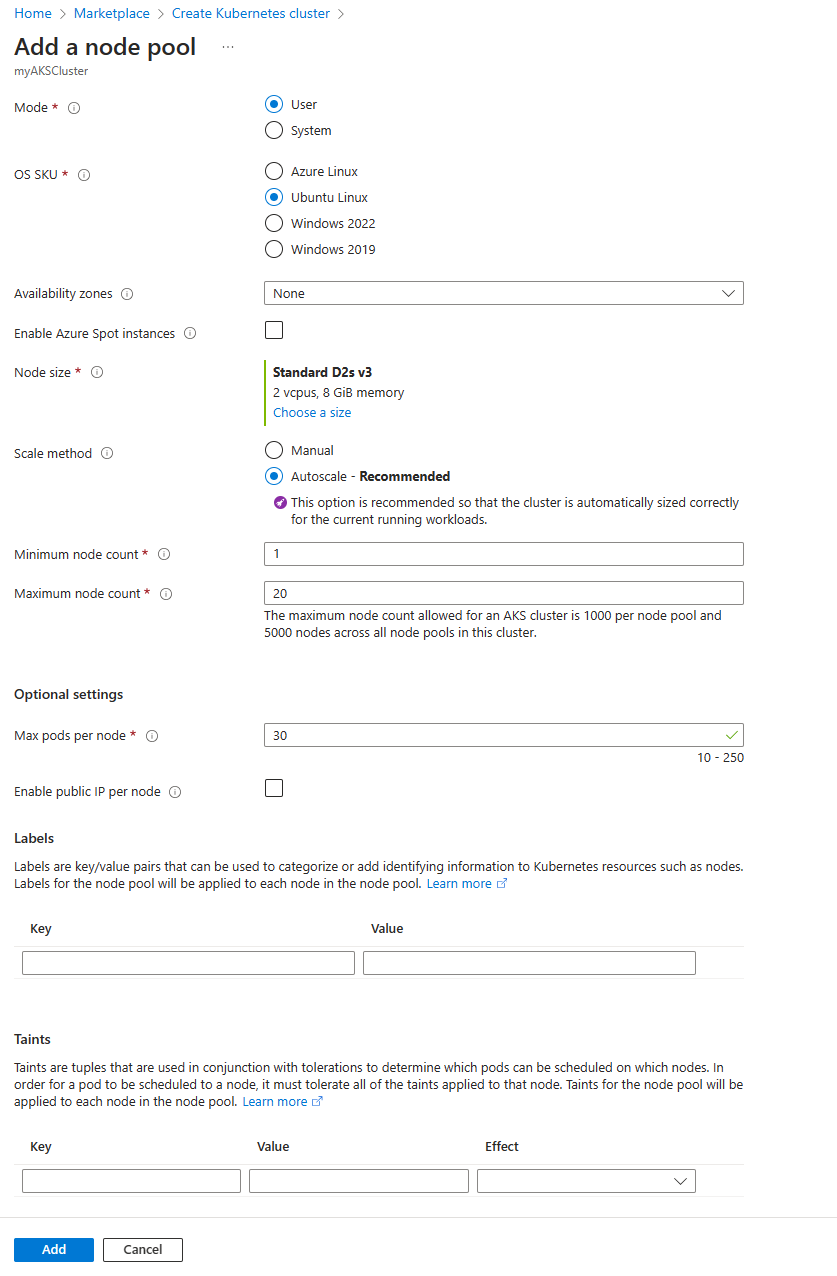 Home > Marketplace > Create Kubernetes cluster >
Add a node pool ...
myAKSCluster
Mode *
User
System
OS SKU *
Azure Linux
Ubuntu Linux
Windows 2022
Windows 2019
Availability zones
None
Enable Azure Spot instances
Node size *
Standard D2s v3
2 vcpus, 8 GiB memory
Choose a size
Scale method
Manual
Autoscale - Recommended
This option is recommended so that the cluster is automatically sized correctly
for the current running workloads.
Minimum node count *
1
Maximum node count *
20
The maximum node count allowed for an AKS cluster is 1000 per node pool and
5000 nodes across all node pools in this cluster.
Optional settings
Max pods per node *
30
10 - 250
Enable public IP per node
Labels
Labels are key/value pairs that can be used to categorize or add identifying information to Kubernetes resources such as nodes.
Labels for the node pool will be applied to each node in the node pool. Learn more
Key Value
Taints
Taints are tuples that are used in conjunction with tolerations to determine which pods can be scheduled on which nodes. In
order for a pod to be scheduled to a node, it must tolerate all of the taints applied to that node. Taints for the node pool will be
applied to each node in the node pool. Learn more
Key Value Effect
Add Cancel